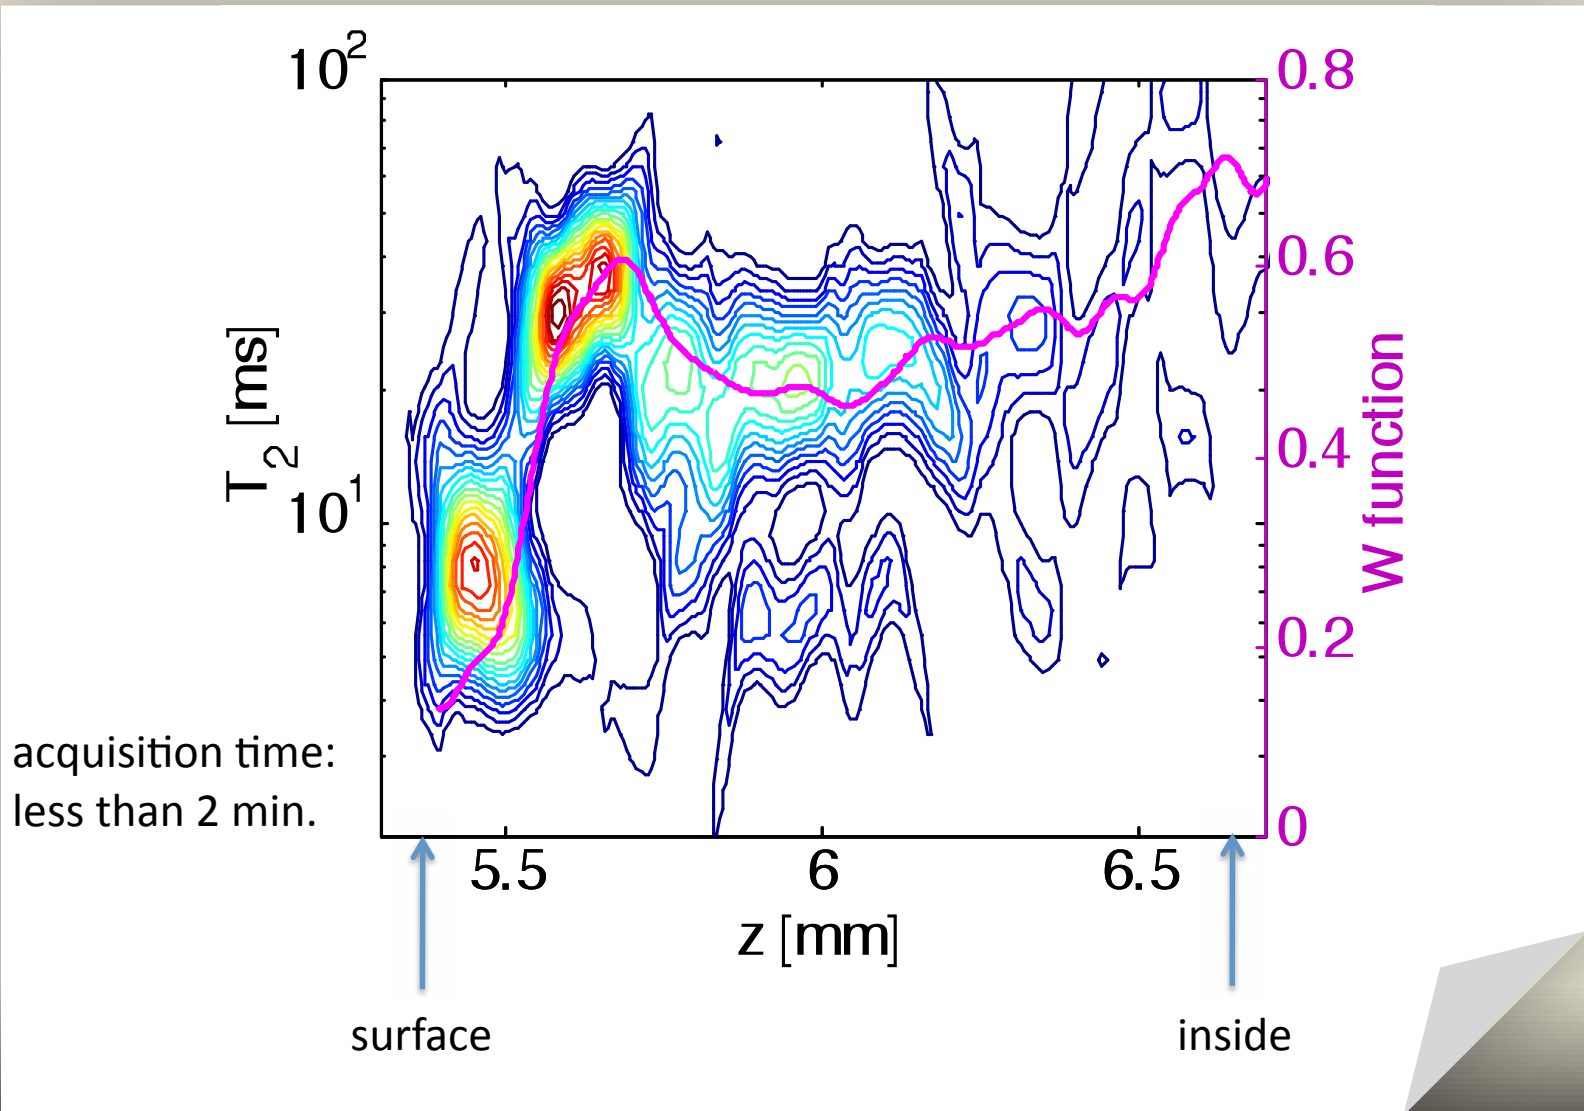 10²
0.8
0.6
T₂ [ms]
W function
0.4
10¹
0.2
acquisition time:
less than 2 min.
0
5.5 6 6.5
z [mm]
surface inside